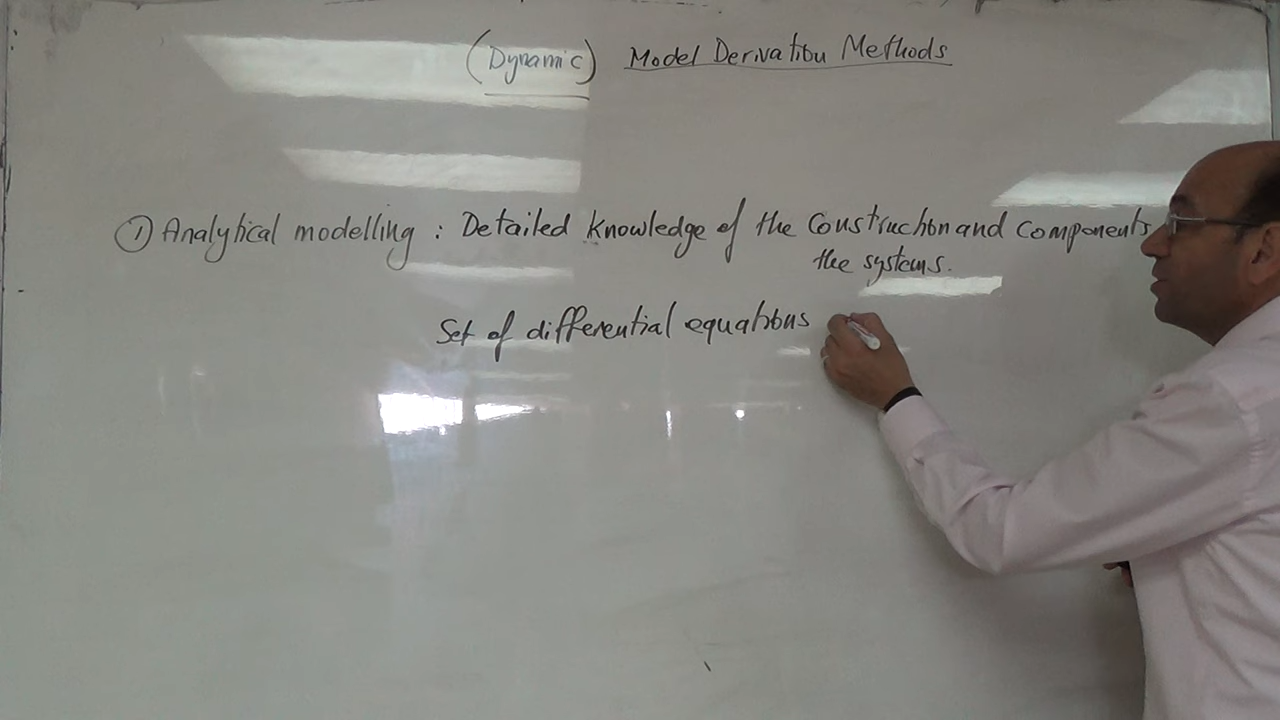 (Dynamic) Model Derivation Methods
① Analytical modelling : Detailed knowledge of the Construction and Components
the systems.
Set of differential equations